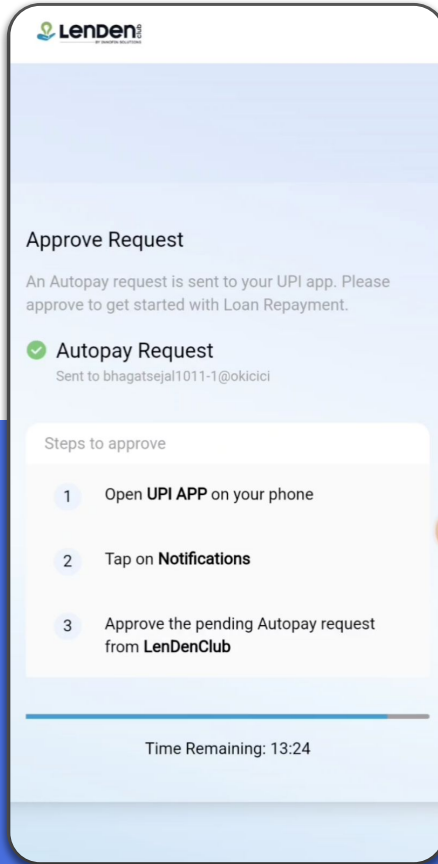 LenDen club
Approve Request
An Autopay request is sent to your UPI app. Please
approve to get started with Loan Repayment.
Autopay Request
Sent to bhagatsejal1011-1@okicici
Steps to approve
1 Open UPI APP on your phone
2 Tap on Notifications
3 Approve the pending Autopay request
from LenDenClub
Time Remaining: 13:24